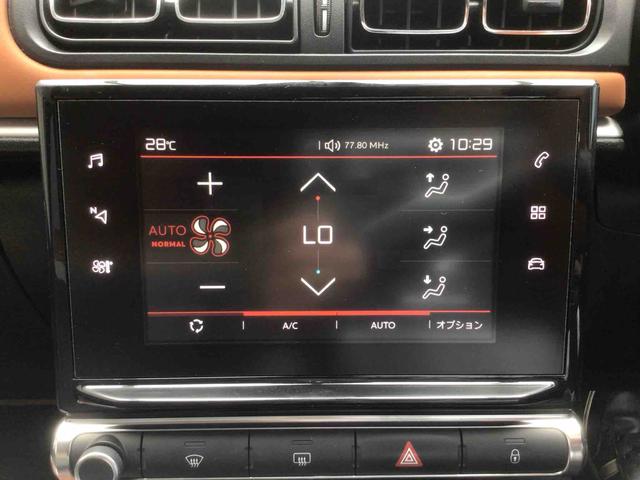 28℃ 77.80 MHz 10:29
N
AUTO
NORMAL
LO
A/C AUTO オプション